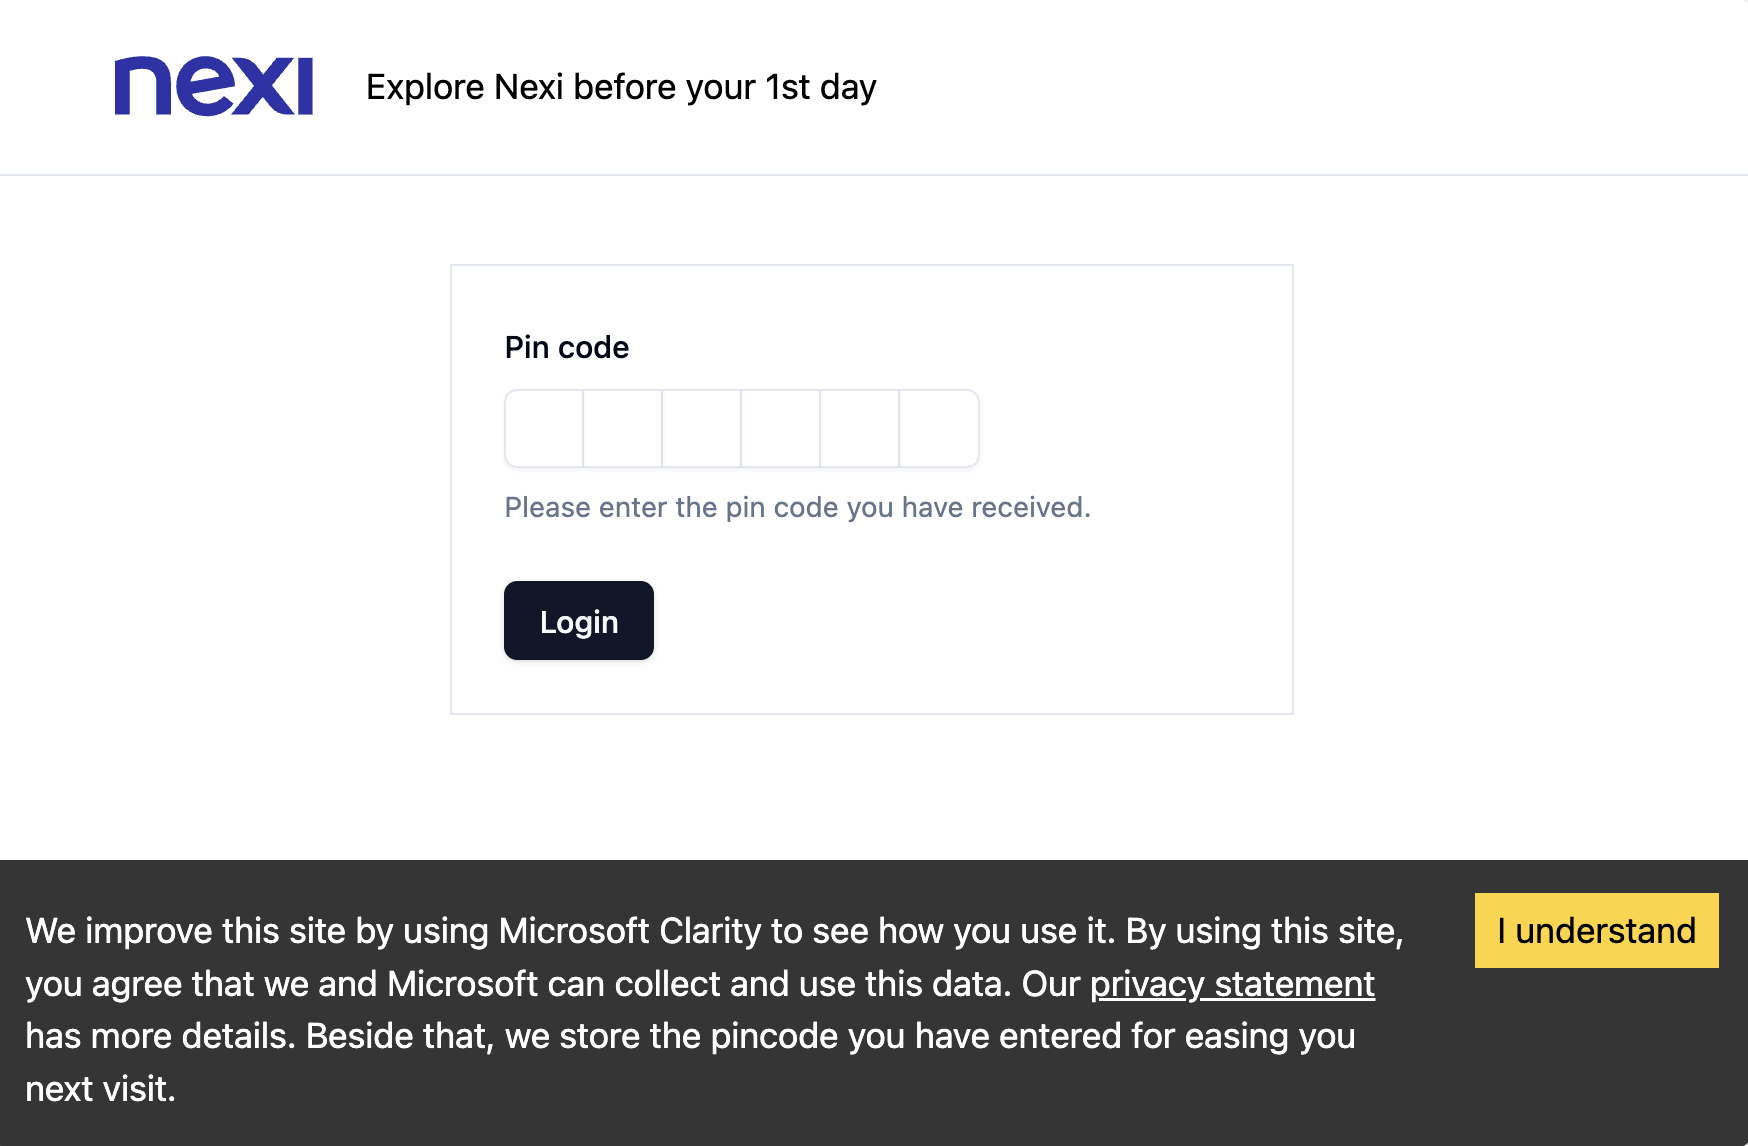 nexi
Explore Nexi before your 1st day
Pin code
Please enter the pin code you have received.
Login
We improve this site by using Microsoft Clarity to see how you use it. By using this site,
you agree that we and Microsoft can collect and use this data. Our privacy statement
has more details. Beside that, we store the pincode you have entered for easing you
next visit.
I understand